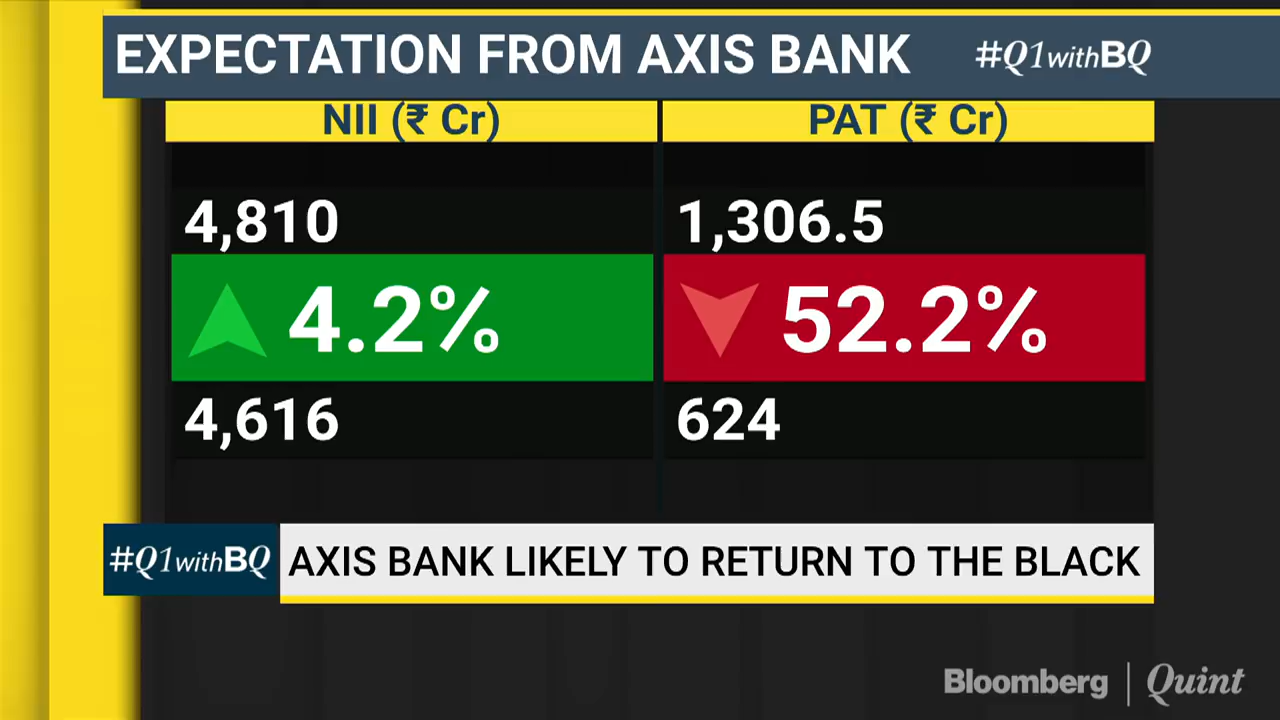 EXPECTATION FROM AXIS BANK #Q1withBQ
NII (₹ Cr) PAT (₹ Cr)
4,810 1,306.5
4.2% 52.2%
4,616 624
#Q1withBQ AXIS BANK LIKELY TO RETURN TO THE BLACK
Bloomberg | Quint